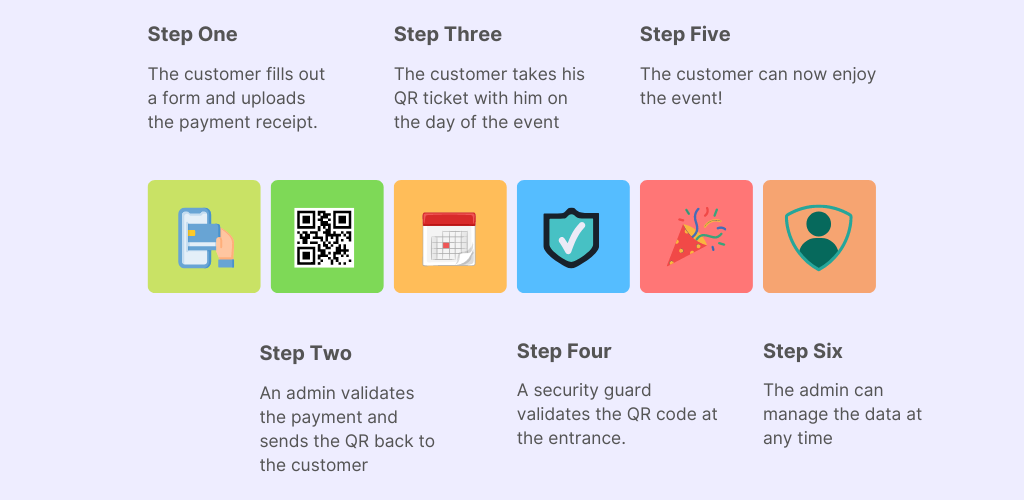 Step One
The customer fills out
a form and uploads
the payment receipt.
Step Three
The customer takes his
QR ticket with him on
the day of the event
Step Five
The customer can now enjoy
the event!
Step Two
An admin validates
the payment and
sends the QR back to
the customer
Step Four
A security guard
validates the QR code at
the entrance.
Step Six
The admin can
manage the data at
any time